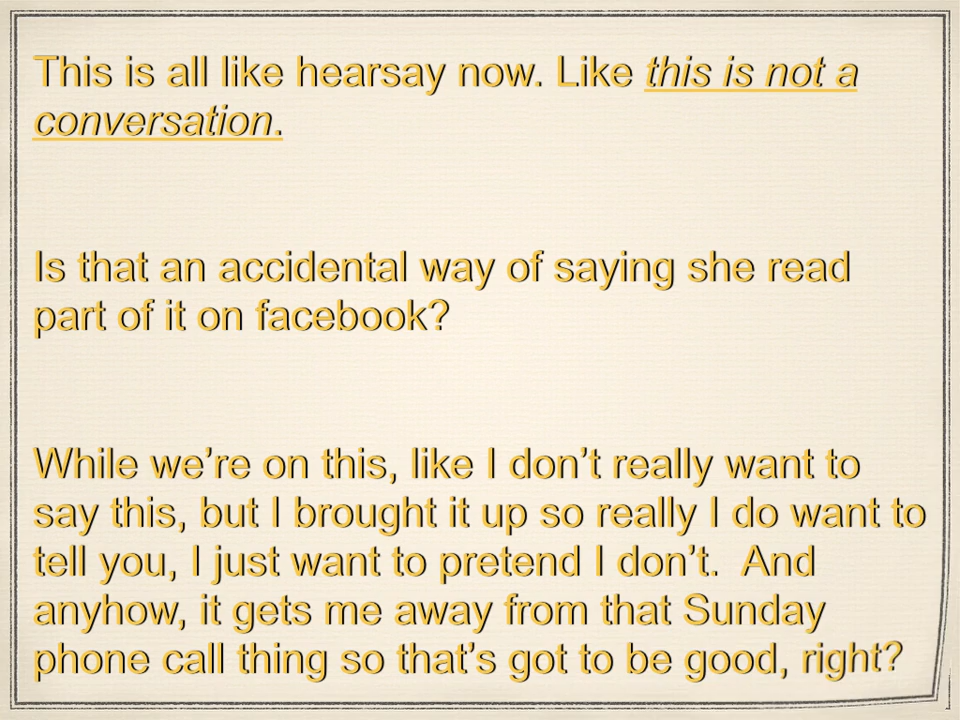 This is all like hearsay now. Like this is not a
conversation.
Is that an accidental way of saying she read
part of it on facebook?
While we’re on this, like I don’t really want to
say this, but I brought it up so really I do want to
tell you, I just want to pretend I don’t.  And
anyhow, it gets me away from that Sunday
phone call thing so that’s got to be good, right?